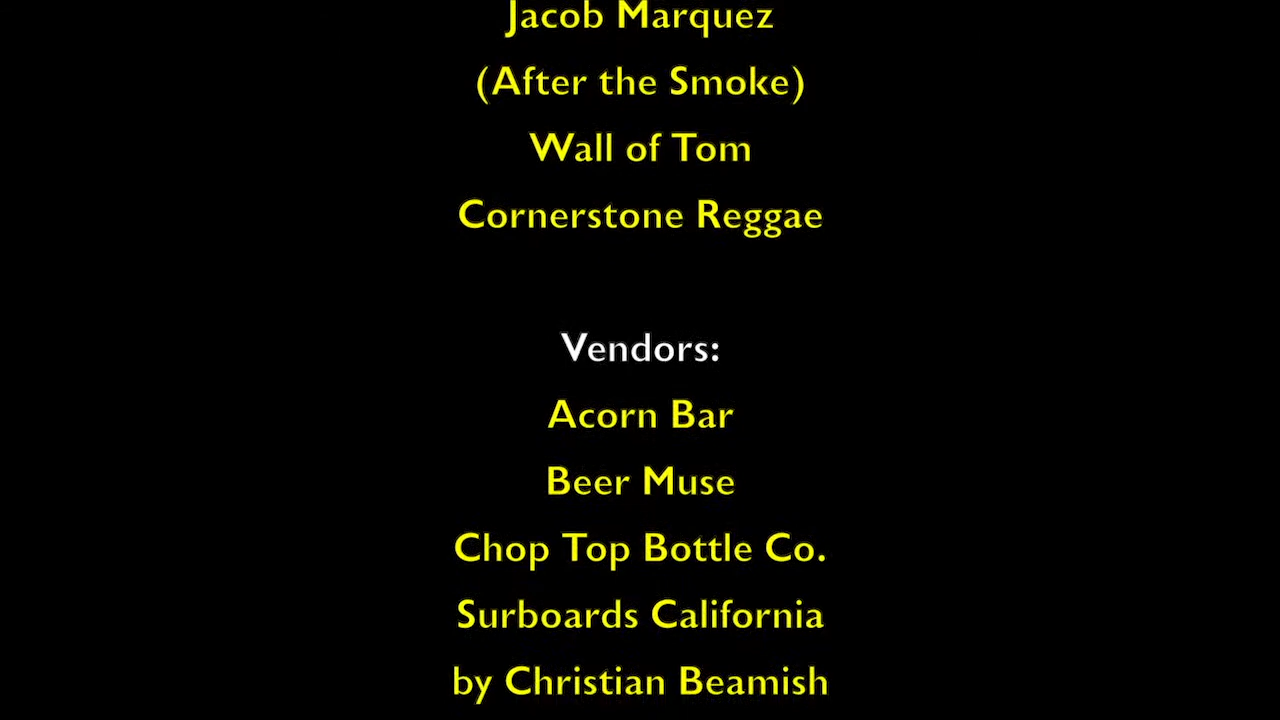 Jacob Marquez
(After the Smoke)
Wall of Tom
Cornerstone Reggae
Vendors:
Acorn Bar
Beer Muse
Chop Top Bottle Co.
Surboards California
by Christian Beamish